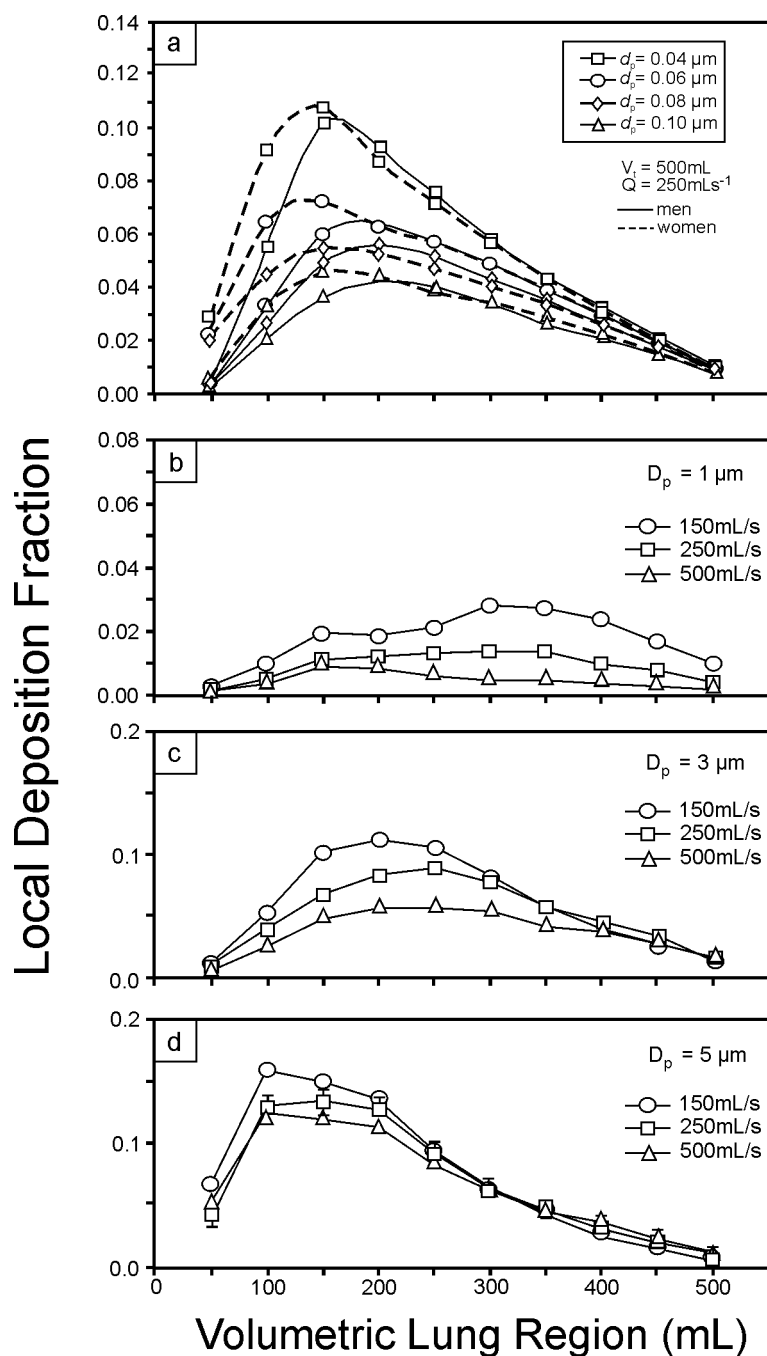 a
0.14
0.12
0.10
0.08
0.06
0.04
0.02
0.00
dₚ= 0.04 µm
dₚ= 0.06 µm
dₚ= 0.08 µm
dₚ= 0.10 µm
Vₜ = 500mL
Q = 250mLs⁻¹
men
women
b
0.08
0.06
0.04
0.02
0.00
Dₚ = 1 µm
150mL/s
250mL/s
500mL/s
c
0.2
0.1
0.0
Dₚ = 3 µm
150mL/s
250mL/s
500mL/s
d
0.2
0.1
0.0
Dₚ = 5 µm
150mL/s
250mL/s
500mL/s
0 100 200 300 400 500
Local Deposition Fraction
Volumetric Lung Region (mL)